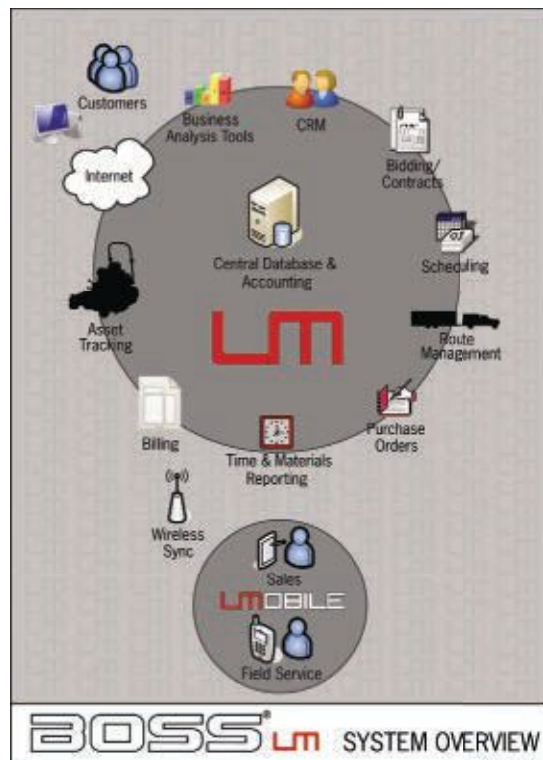 Customers
Business
Analysis Tools
CRM
Internet
Bidding/
Contracts
Central Database &
Accounting
Scheduling
LM
Asset
Tracking
Route
Management
Billing
Time & Materials
Reporting
Purchase
Orders
Wireless
Sync
Sales
LMOBILE
Field Service
BOSS® LM SYSTEM OVERVIEW